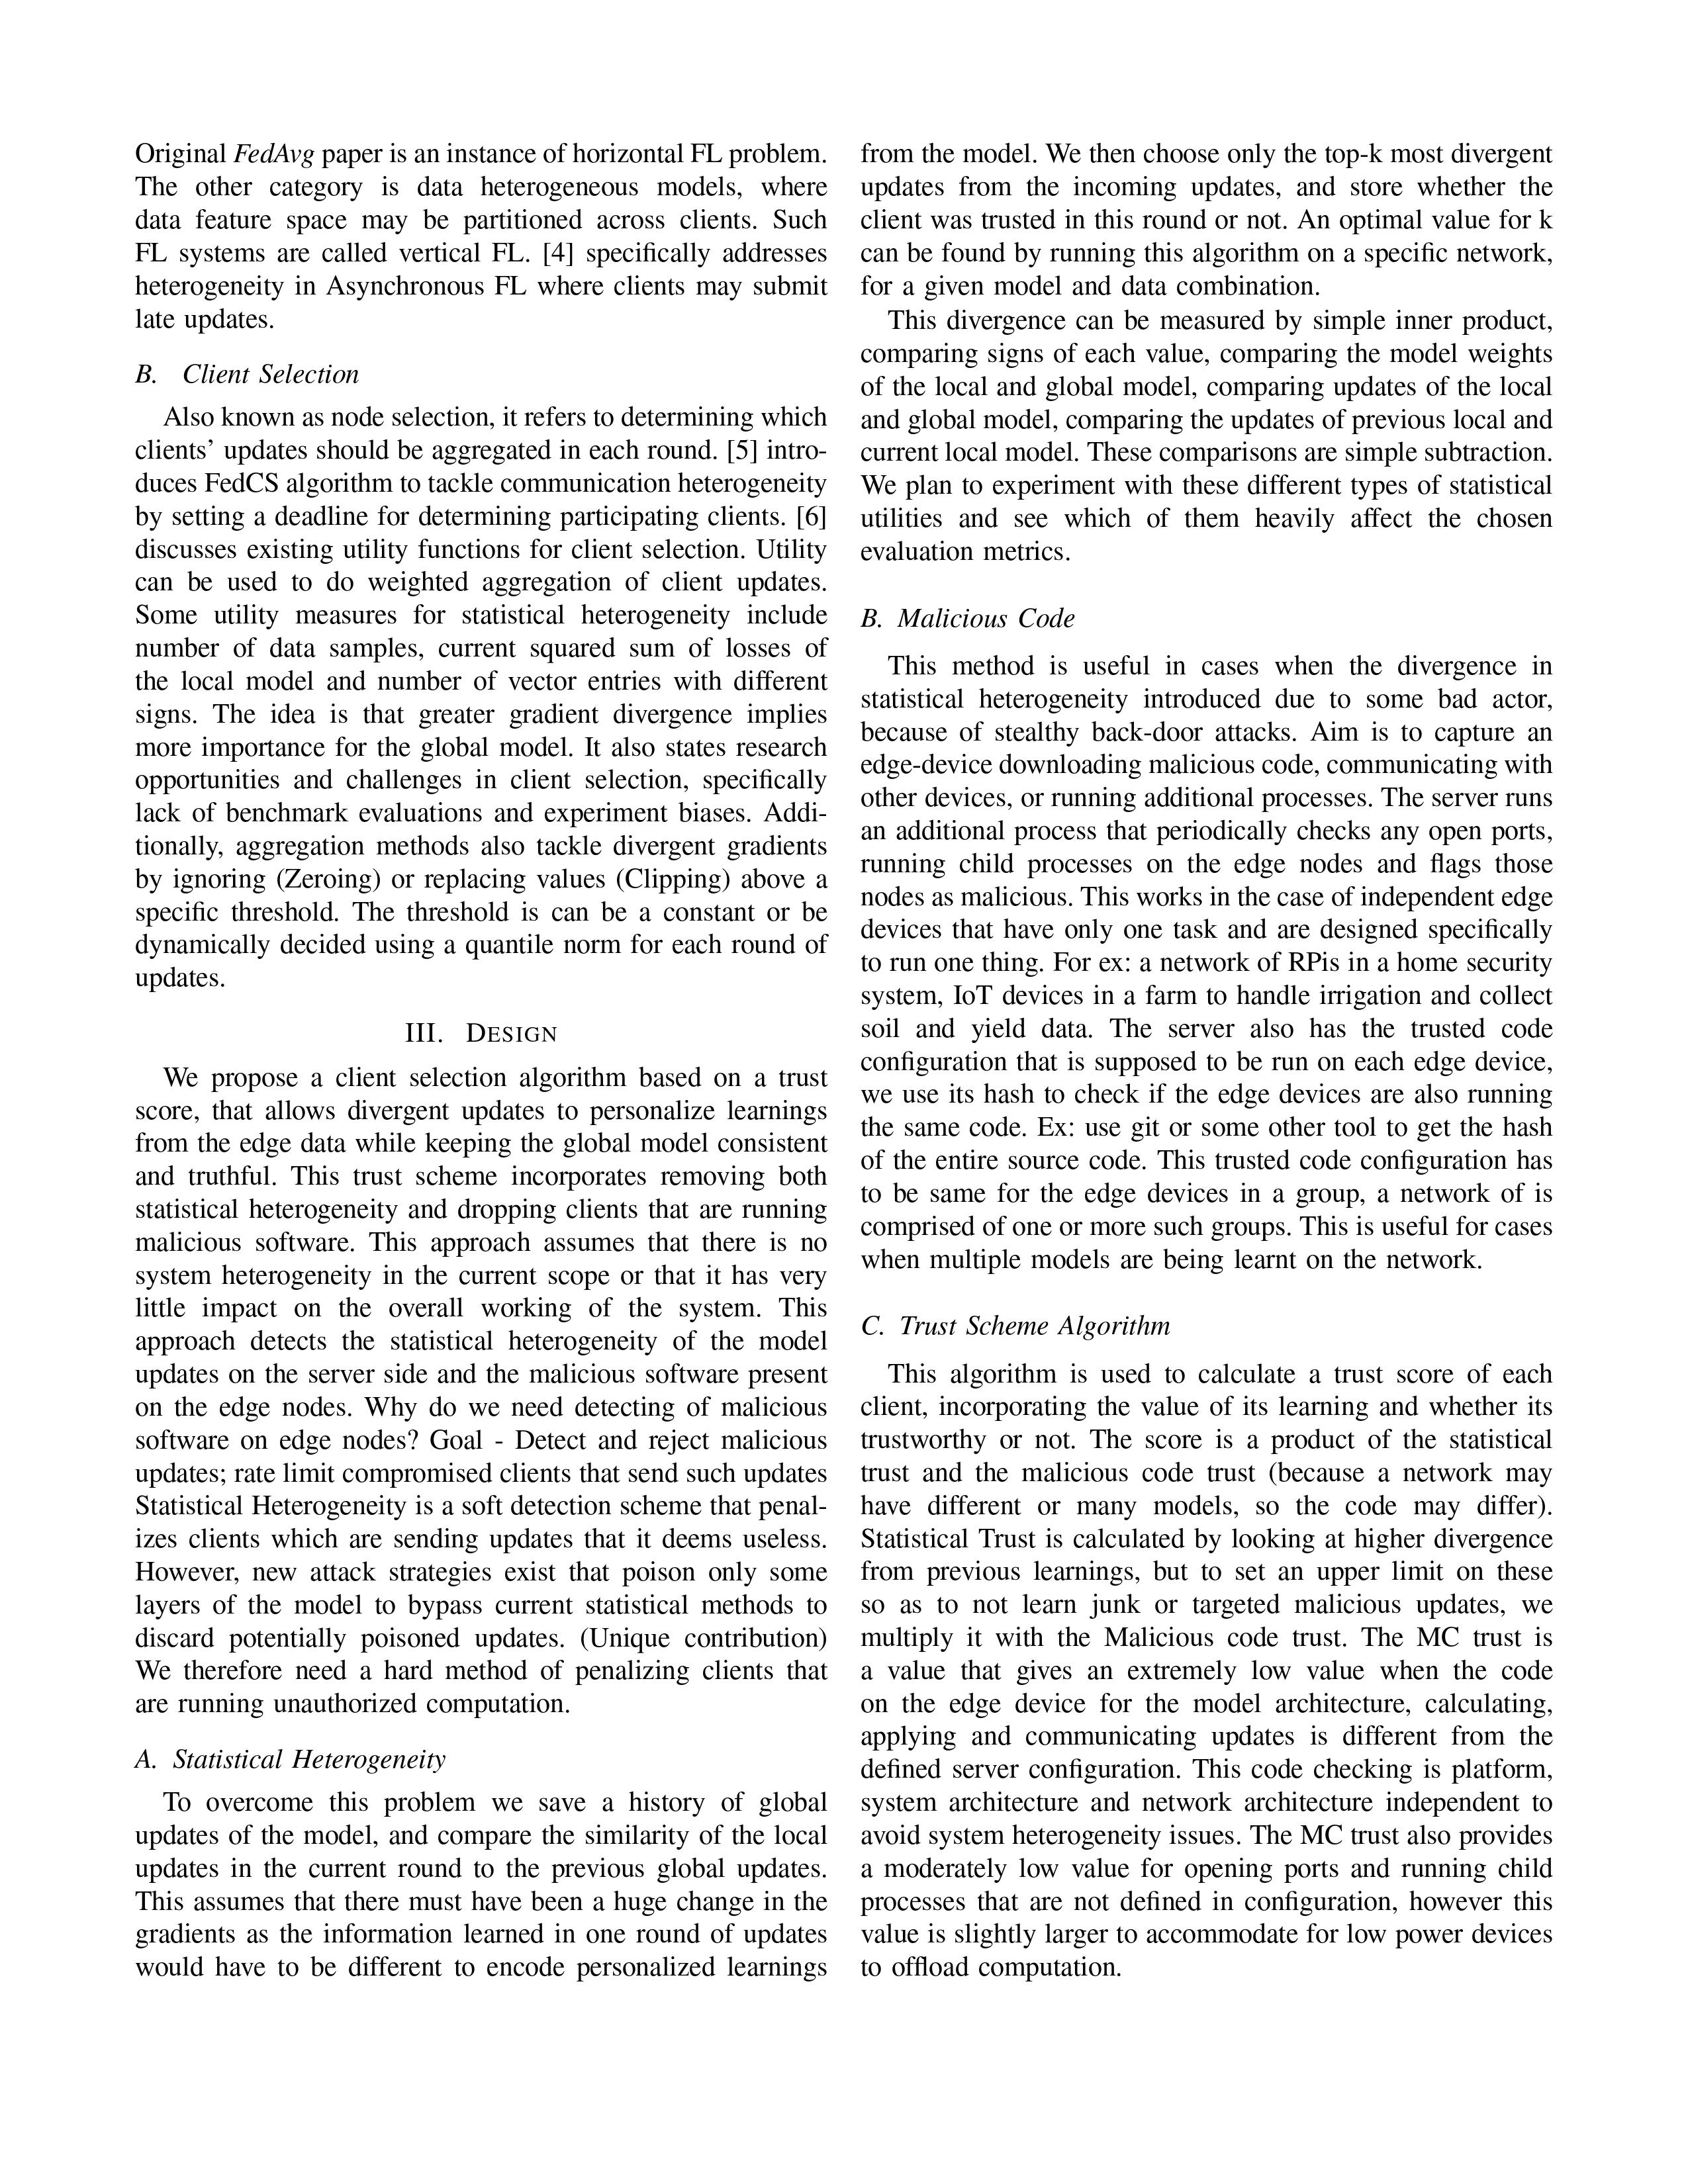 Original FedAvg paper is an instance of horizontal FL problem.
The other category is data heterogeneous models, where
data feature space may be partitioned across clients. Such
FL systems are called vertical FL. [4] specifically addresses
heterogeneity in Asynchronous FL where clients may submit
late updates.
B. Client Selection
Also known as node selection, it refers to determining which
clients' updates should be aggregated in each round. [5] intro-
duces FedCS algorithm to tackle communication heterogeneity
by setting a deadline for determining participating clients. [6]
discusses existing utility functions for client selection. Utility
can be used to do weighted aggregation of client updates.
Some utility measures for statistical heterogeneity include
number of data samples, current squared sum of losses of
the local model and number of vector entries with different
signs. The idea is that greater gradient divergence implies
more importance for the global model. It also states research
opportunities and challenges in client selection, specifically
lack of benchmark evaluations and experiment biases. Addi-
tionally, aggregation methods also tackle divergent gradients
by ignoring (Zeroing) or replacing values (Clipping) above a
specific threshold. The threshold is can be a constant or be
dynamically decided using a quantile norm for each round of
updates.
III. DESIGN
We propose a client selection algorithm based on a trust
score, that allows divergent updates to personalize learnings
from the edge data while keeping the global model consistent
and truthful. This trust scheme incorporates removing both
statistical heterogeneity and dropping clients that are running
malicious software. This approach assumes that there is no
system heterogeneity in the current scope or that it has very
little impact on the overall working of the system. This
approach detects the statistical heterogeneity of the model
updates on the server side and the malicious software present
on the edge nodes. Why do we need detecting of malicious
software on edge nodes? Goal - Detect and reject malicious
updates; rate limit compromised clients that send such updates
Statistical Heterogeneity is a soft detection scheme that penal-
izes clients which are sending updates that it deems useless.
However, new attack strategies exist that poison only some
layers of the model to bypass current statistical methods to
discard potentially poisoned updates. (Unique contribution)
We therefore need a hard method of penalizing clients that
are running unauthorized computation.
A. Statistical Heterogeneity
To overcome this problem we save a history of global
updates of the model, and compare the similarity of the local
updates in the current round to the previous global updates.
This assumes that there must have been a huge change in the
gradients as the information learned in one round of updates
would have to be different to encode personalized learnings
from the model. We then choose only the top-k most divergent
updates from the incoming updates, and store whether the
client was trusted in this round or not. An optimal value for k
can be found by running this algorithm on a specific network,
for a given model and data combination.
This divergence can be measured by simple inner product,
comparing signs of each value, comparing the model weights
of the local and global model, comparing updates of the local
and global model, comparing the updates of previous local and
current local model. These comparisons are simple subtraction.
We plan to experiment with these different types of statistical
utilities and see which of them heavily affect the chosen
evaluation metrics.
B. Malicious Code
This method is useful in cases when the divergence in
statistical heterogeneity introduced due to some bad actor,
because of stealthy back-door attacks. Aim is to capture an
edge-device downloading malicious code, communicating with
other devices, or running additional processes. The server runs
an additional process that periodically checks any open ports,
running child processes on the edge nodes and flags those
nodes as malicious. This works in the case of independent edge
devices that have only one task and are designed specifically
to run one thing. For ex: a network of RPis in a home security
system, IoT devices in a farm to handle irrigation and collect
soil and yield data. The server also has the trusted code
configuration that is supposed to be run on each edge device,
we use its hash to check if the edge devices are also running
the same code. Ex: use git or some other tool to get the hash
of the entire source code. This trusted code configuration has
to be same for the edge devices in a group, a network of is
comprised of one or more such groups. This is useful for cases
when multiple models are being learnt on the network.
C. Trust Scheme Algorithm
This algorithm is used to calculate a trust score of each
client, incorporating the value of its learning and whether its
trustworthy or not. The score is a product of the statistical
trust and the malicious code trust (because a network may
have different or many models, so the code may differ).
Statistical Trust is calculated by looking at higher divergence
from previous learnings, but to set an upper limit on these
so as to not learn junk or targeted malicious updates, we
multiply it with the Malicious code trust. The MC trust is
a value that gives an extremely low value when the code
on the edge device for the model architecture, calculating,
applying and communicating updates is different from the
defined server configuration. This code checking is platform,
system architecture and network architecture independent to
avoid system heterogeneity issues. The MC trust also provides
a moderately low value for opening ports and running child
processes that are not defined in configuration, however this
value is slightly larger to accommodate for low power devices
to offload computation.